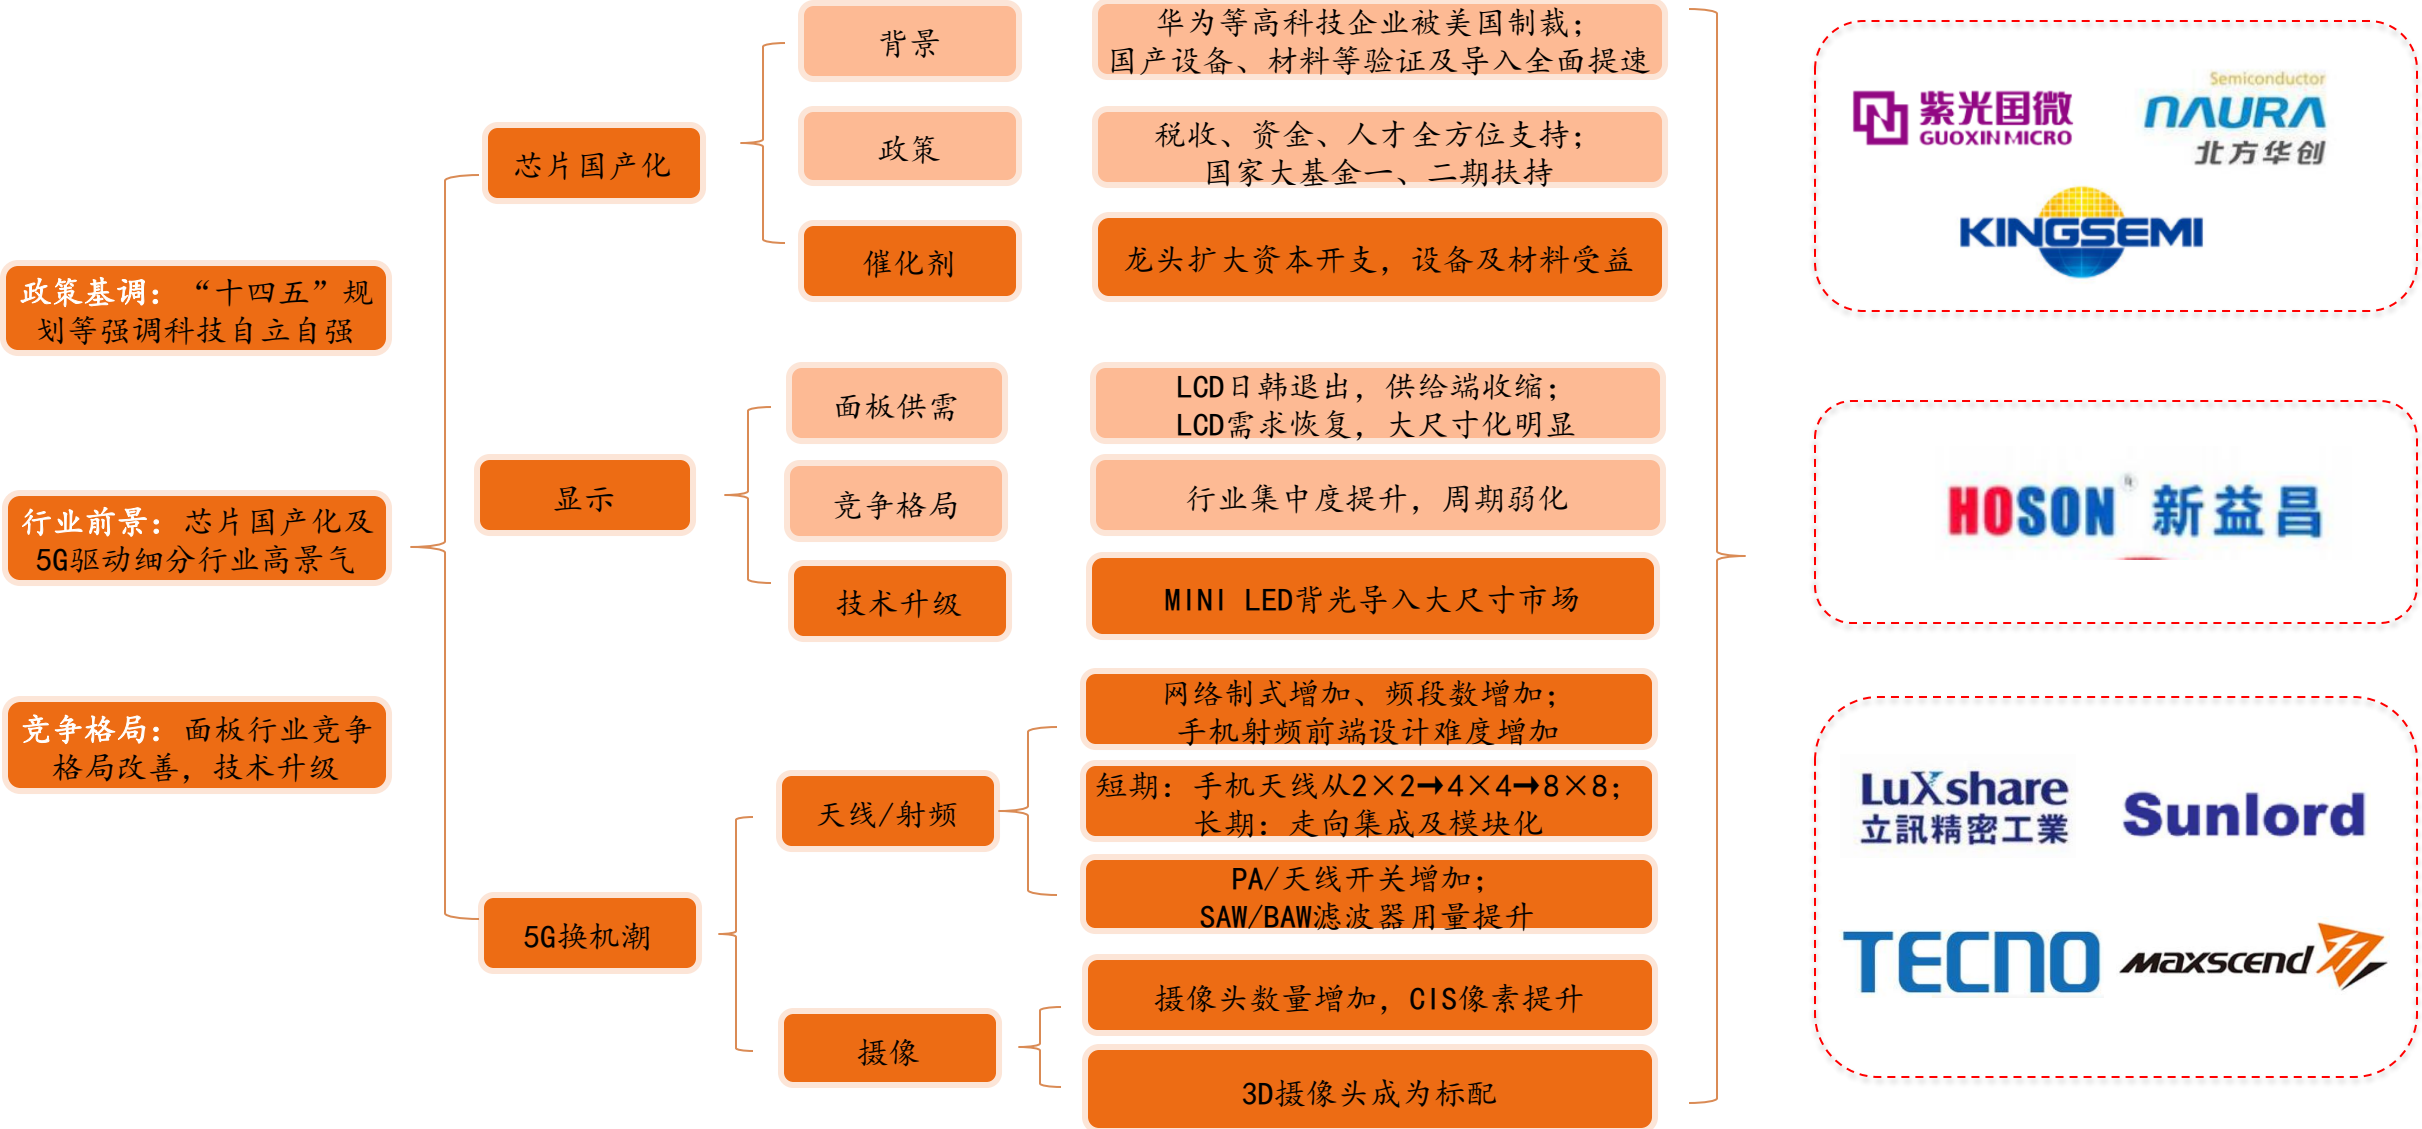 政策基调：“十四五”规
划等强调科技自立自强
行业前景：芯片国产化及
5G驱动细分行业高景气
竞争格局：面板行业竞争
格局改善，技术升级
芯片国产化
背景
华为等高科技企业被美国制裁；
国产设备、材料等验证及导入全面提速
政策
税收、资金、人才全方位支持；
国家大基金一、二期扶持
催化剂
龙头扩大资本开支，设备及材料受益
显示
面板供需
LCD日韩退出，供给端收缩；
LCD需求恢复，大尺寸化明显
竞争格局
行业集中度提升，周期弱化
技术升级
MINI LED背光导入大尺寸市场
5G换机潮
天线/射频
网络制式增加、频段数增加；
手机射频前端设计难度增加
短期：手机天线从2×2→4×4→8×8；
长期：走向集成及模块化
PA/天线开关增加；
SAW/BAW滤波器用量提升
摄像
摄像头数量增加，CIS像素提升
3D摄像头成为标配
紫光国微
GUOXIN MICRO
Semiconductor
NAURA
北方华创
KINGSEMI
HOSON 新益昌
LuXshare
立訊精密工業
Sunlord
TECNO
MAXSCEND